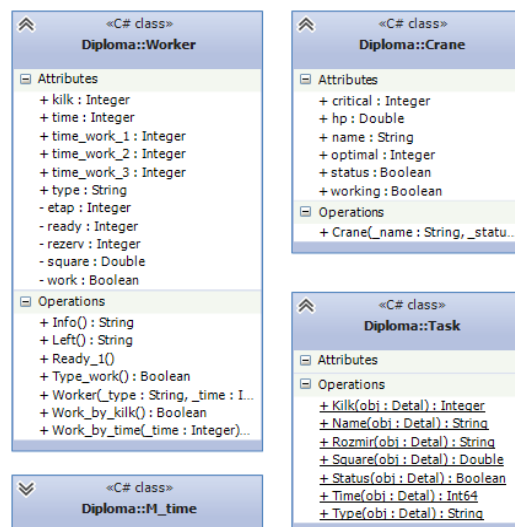 «C# class»
Diploma::Worker
Attributes
+ kilk : Integer
+ time : Integer
+ time_work_1 : Integer
+ time_work_2 : Integer
+ time_work_3 : Integer
+ type : String
- etap : Integer
- ready : Integer
- rezerv : Integer
- square : Double
- work : Boolean
Operations
+ Info() : String
+ Left() : String
+ Ready_1()
+ Type_work() : Boolean
+ Worker(_type : String, _time : I...
+ Work_by_kilk() : Boolean
+ Work_by_time(_time : Integer)...
«C# class»
Diploma::M_time
«C# class»
Diploma::Crane
Attributes
+ critical : Integer
+ hp : Double
+ name : String
+ optimal : Integer
+ status : Boolean
+ working : Boolean
Operations
+ Crane(_name : String, _statu...
«C# class»
Diploma::Task
Attributes
Operations
+ Kilk(obj : Detal) : Integer
+ Name(obj : Detal) : String
+ Rozmir(obj : Detal) : String
+ Square(obj : Detal) : Double
+ Status(obj : Detal) : Boolean
+ Time(obj : Detal) : Int64
+ Type(obj : Detal) : String